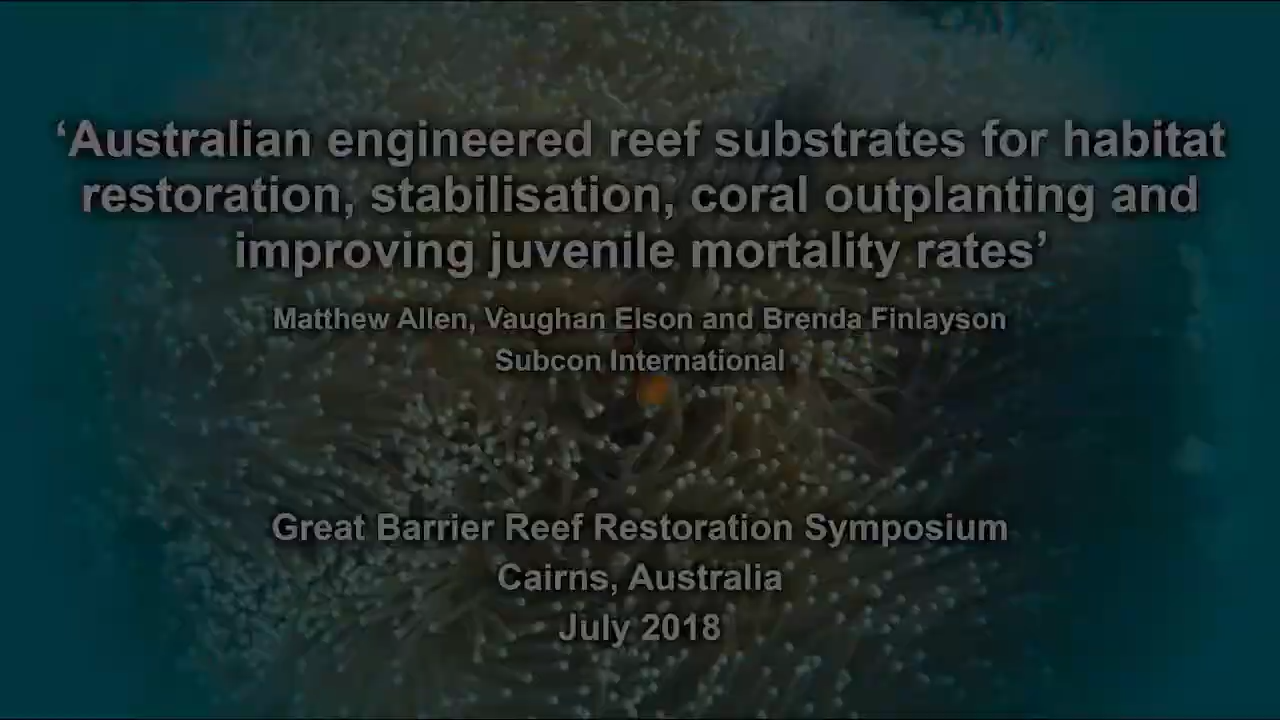 ‘Australian engineered reef substrates for habitat
restoration, stabilisation, coral outplanting and
improving juvenile mortality rates’
Matthew Allen, Vaughan Elson and Brenda Finlayson
Subcon International
Great Barrier Reef Restoration Symposium
Cairns, Australia
July 2018